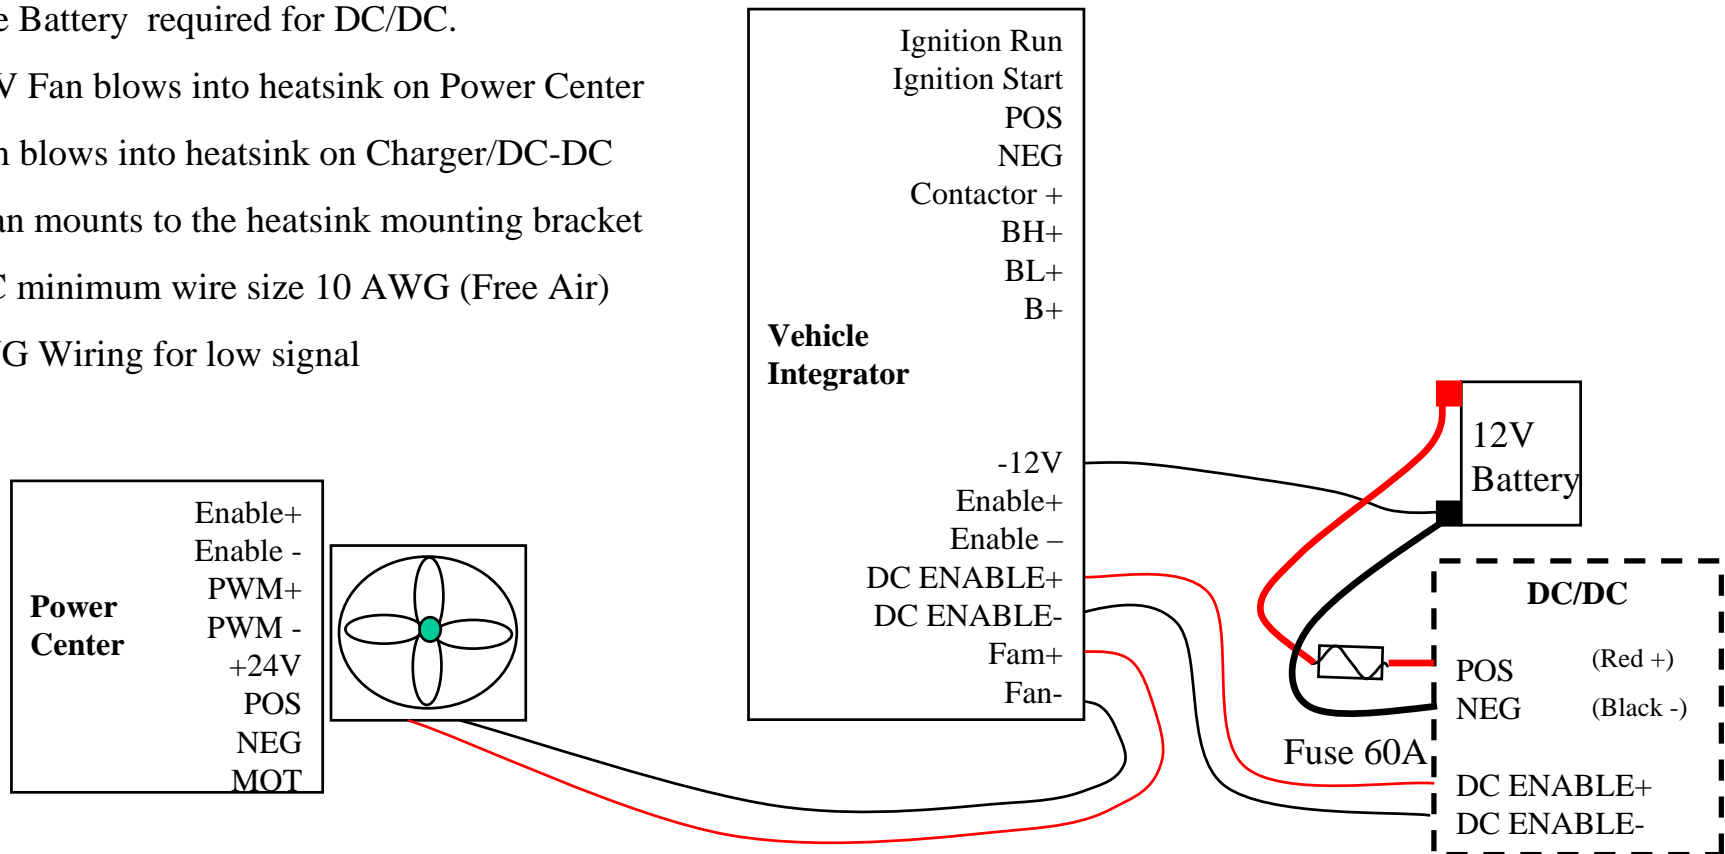 e Battery required for DC/DC.
V Fan blows into heatsink on Power Center
n blows into heatsink on Charger/DC-DC
an mounts to the heatsink mounting bracket
C minimum wire size 10 AWG (Free Air)
G Wiring for low signal
Ignition Run
Ignition Start
POS
NEG
Contactor +
BH+
BL+
B+
Vehicle
Integrator
-12V
Enable+
Enable –
DC ENABLE+
DC ENABLE-
Fam+
Fan-
Enable+
Enable -
PWM+
PWM -
+24V
POS
NEG
MOT
Power
Center
12V
Battery
DC/DC
POS (Red +)
NEG (Black -)
Fuse 60A
DC ENABLE+
DC ENABLE-